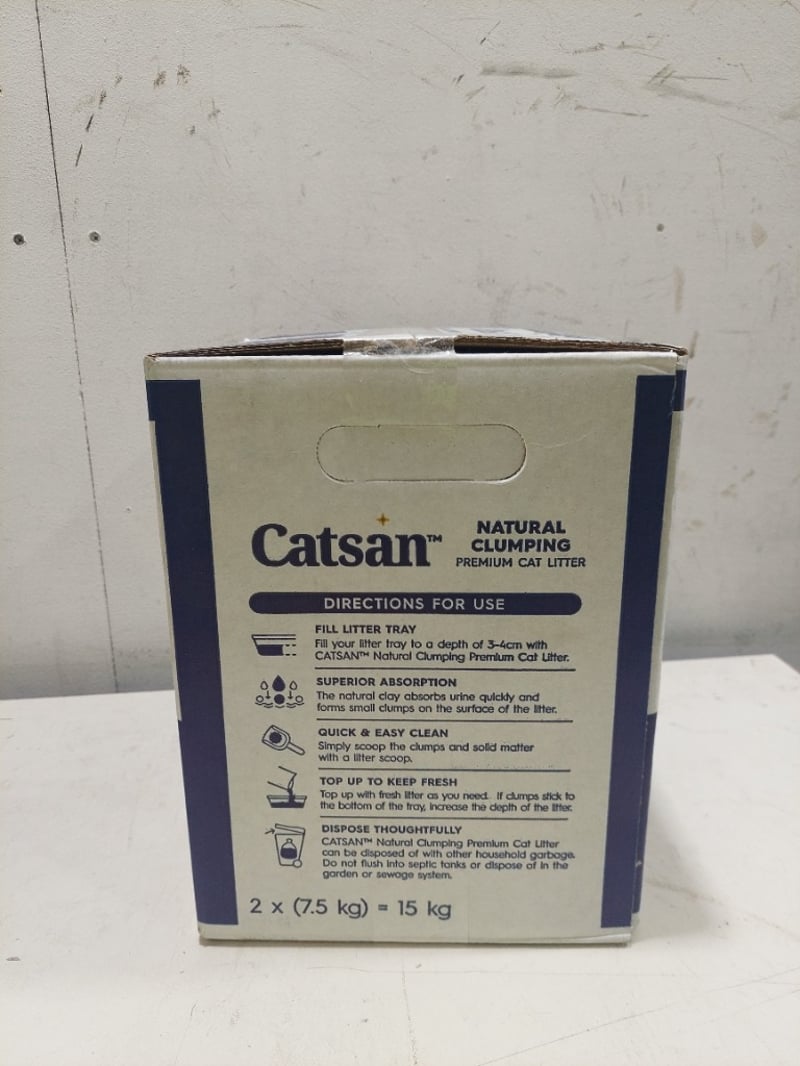 Catsan™
NATURAL
CLUMPING
PREMIUM CAT LITTER
DIRECTIONS FOR USE
FILL LITTER TRAY
Fill your litter tray to a depth of 3-4cm with
CATSAN™ Natural Clumping Premium Cat Litter.
SUPERIOR ABSORPTION
The natural clay absorbs urine quickly and
forms small clumps on the surface of the litter.
QUICK & EASY CLEAN
Simply scoop the clumps and solid matter
with a litter scoop.
TOP UP TO KEEP FRESH
Top up with fresh litter as you need. If clumps stick to
the bottom of the tray, increase the depth of the litter.
DISPOSE THOUGHTFULLY
CATSAN™ Natural Clumping Premium Cat Litter
can be disposed of with other household garbage.
Do not flush into septic tanks or dispose of in the
garden or sewage system.
2 x (7.5 kg) = 15 kg